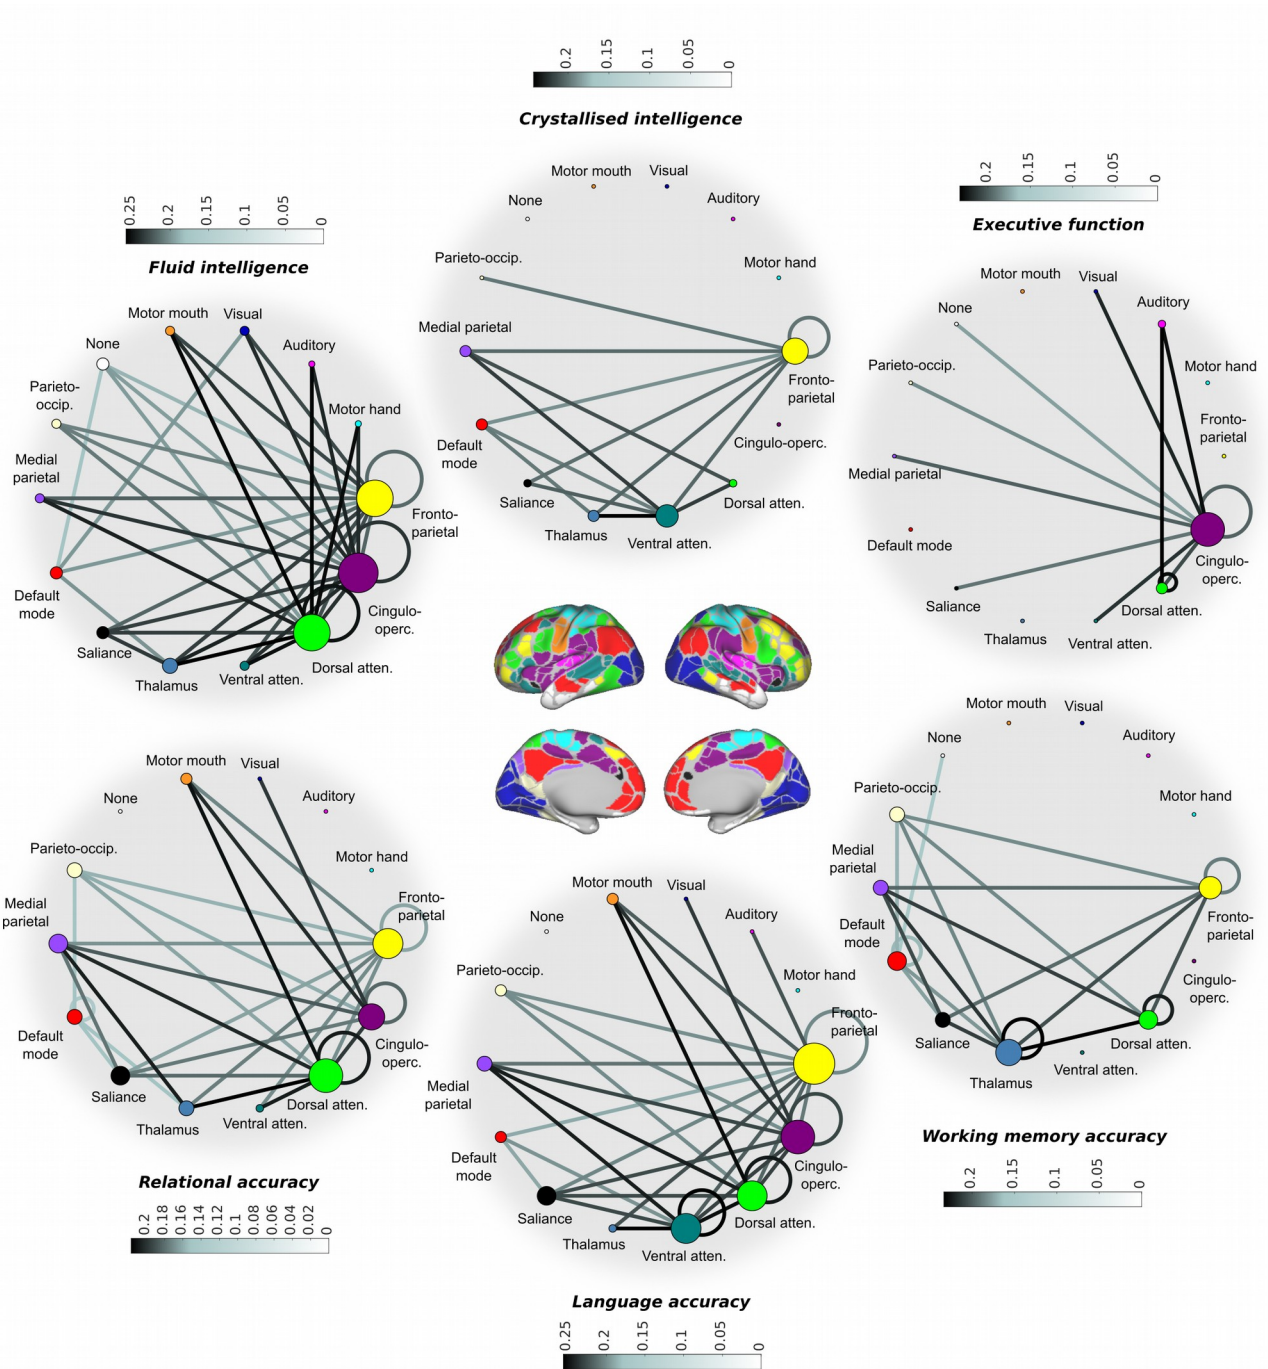 0.2
0.15
0.1
0.05
0
Crystallised intelligence
Motor mouth
Visual
None
Auditory
Parieto-occip.
Motor hand
Medial parietal
Fronto-
parietal
Default
mode
Cingulo-operc.
Saliance
Dorsal atten.
Thalamus
Ventral atten.
0.25
0.2
0.15
0.1
0.05
0
Fluid intelligence
Motor mouth
Visual
None
Auditory
Parieto-
occip.
Motor hand
Medial
parietal
Fronto-
parietal
Default
mode
Cingulo-
operc.
Saliance
Dorsal atten.
Thalamus
Ventral atten.
0.2
0.15
0.1
0.05
0
Executive function
Motor mouth
Visual
None
Auditory
Parieto-occip.
Motor hand
Fronto-
parietal
Medial parietal
Default mode
Cingulo-
operc.
Saliance
Dorsal atten.
Thalamus
Ventral atten.
Motor mouth
Visual
None
Auditory
Parieto-occip.
Motor hand
Medial
parietal
Fronto-
parietal
Default
mode
Cingulo-
operc.
Saliance
Dorsal atten.
Thalamus
Ventral atten.
Relational accuracy
0.2
0.18
0.16
0.14
0.12
0.1
0.08
0.06
0.04
0.02
0
Motor mouth
Visual
None
Auditory
Parieto-occip.
Motor hand
Fronto-
parietal
Medial
parietal
Default
mode
Cingulo-
operc.
Saliance
Dorsal atten.
Thalamus
Ventral atten.
Language accuracy
0.25
0.2
0.15
0.1
0.05
0
Motor mouth
Visual
None
Auditory
Parieto-occip.
Motor hand
Medial
parietal
Fronto-
parietal
Default
mode
Cingulo-
operc.
Saliance
Dorsal atten.
Ventral atten.
Thalamus
Working memory accuracy
0.2
0.15
0.1
0.05
0